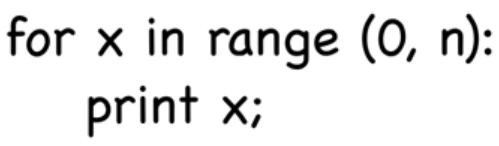 for x in range (0, n):
print x;